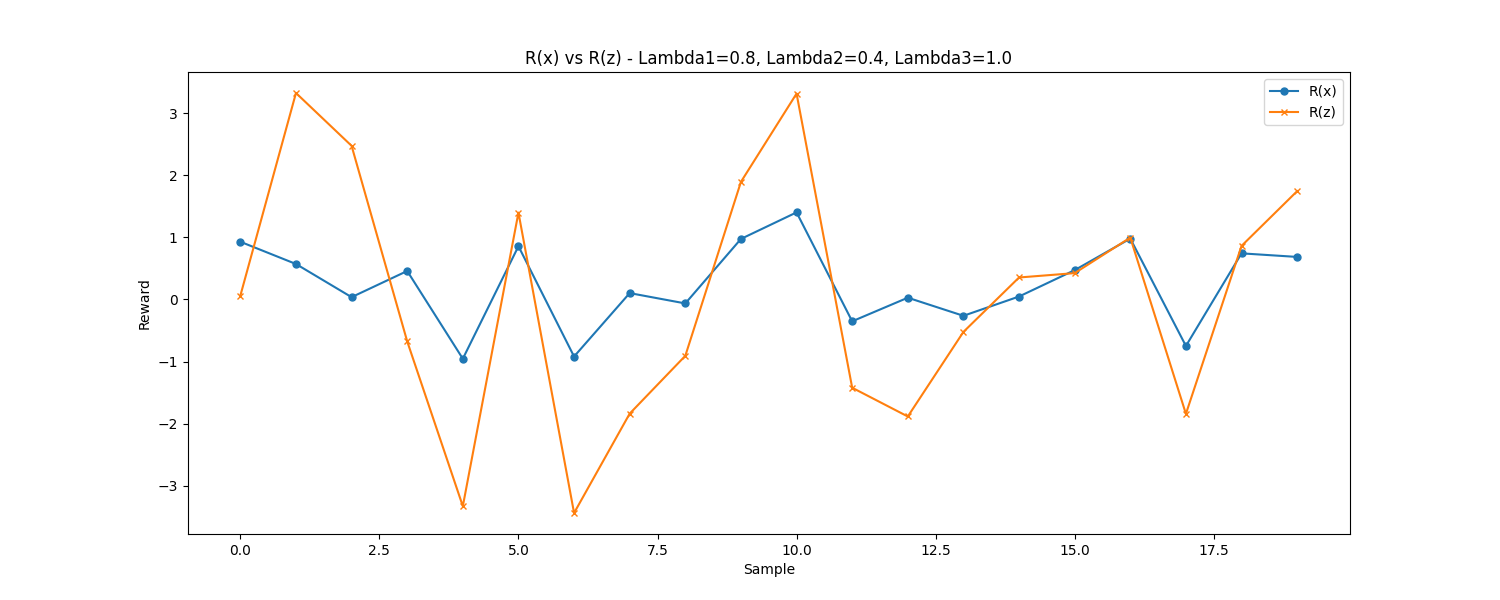 R(x) vs R(z) - Lambda1=0.8, Lambda2=0.4, Lambda3=1.0
R(x)
R(z)
3
2
1
0
−1
−2
−3
Reward
0.0 2.5 5.0 7.5 10.0 12.5 15.0 17.5
Sample